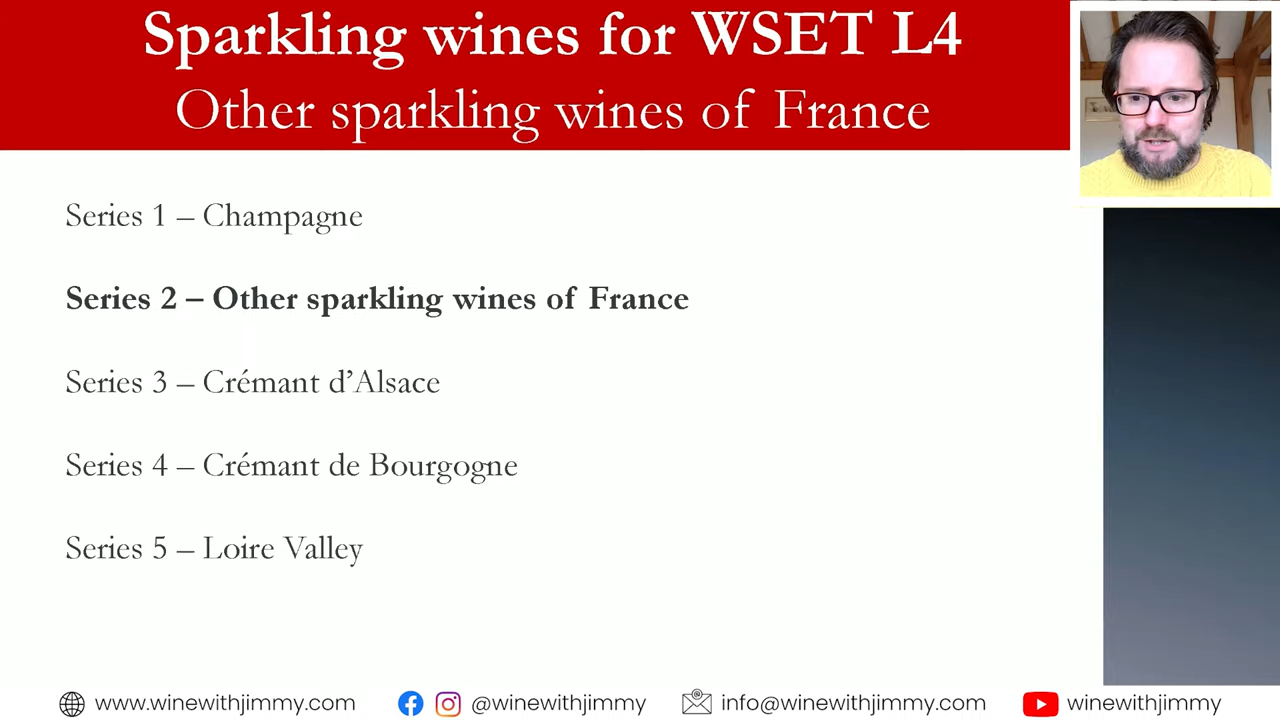 Sparkling wines for WSET L4
Other sparkling wines of France
Series 1 – Champagne
Series 2 – Other sparkling wines of France
Series 3 – Crémant d’Alsace
Series 4 – Crémant de Bourgogne
Series 5 – Loire Valley
www.winewithjimmy.com @winewithjimmy info@winewithjimmy.com winewithjimmy